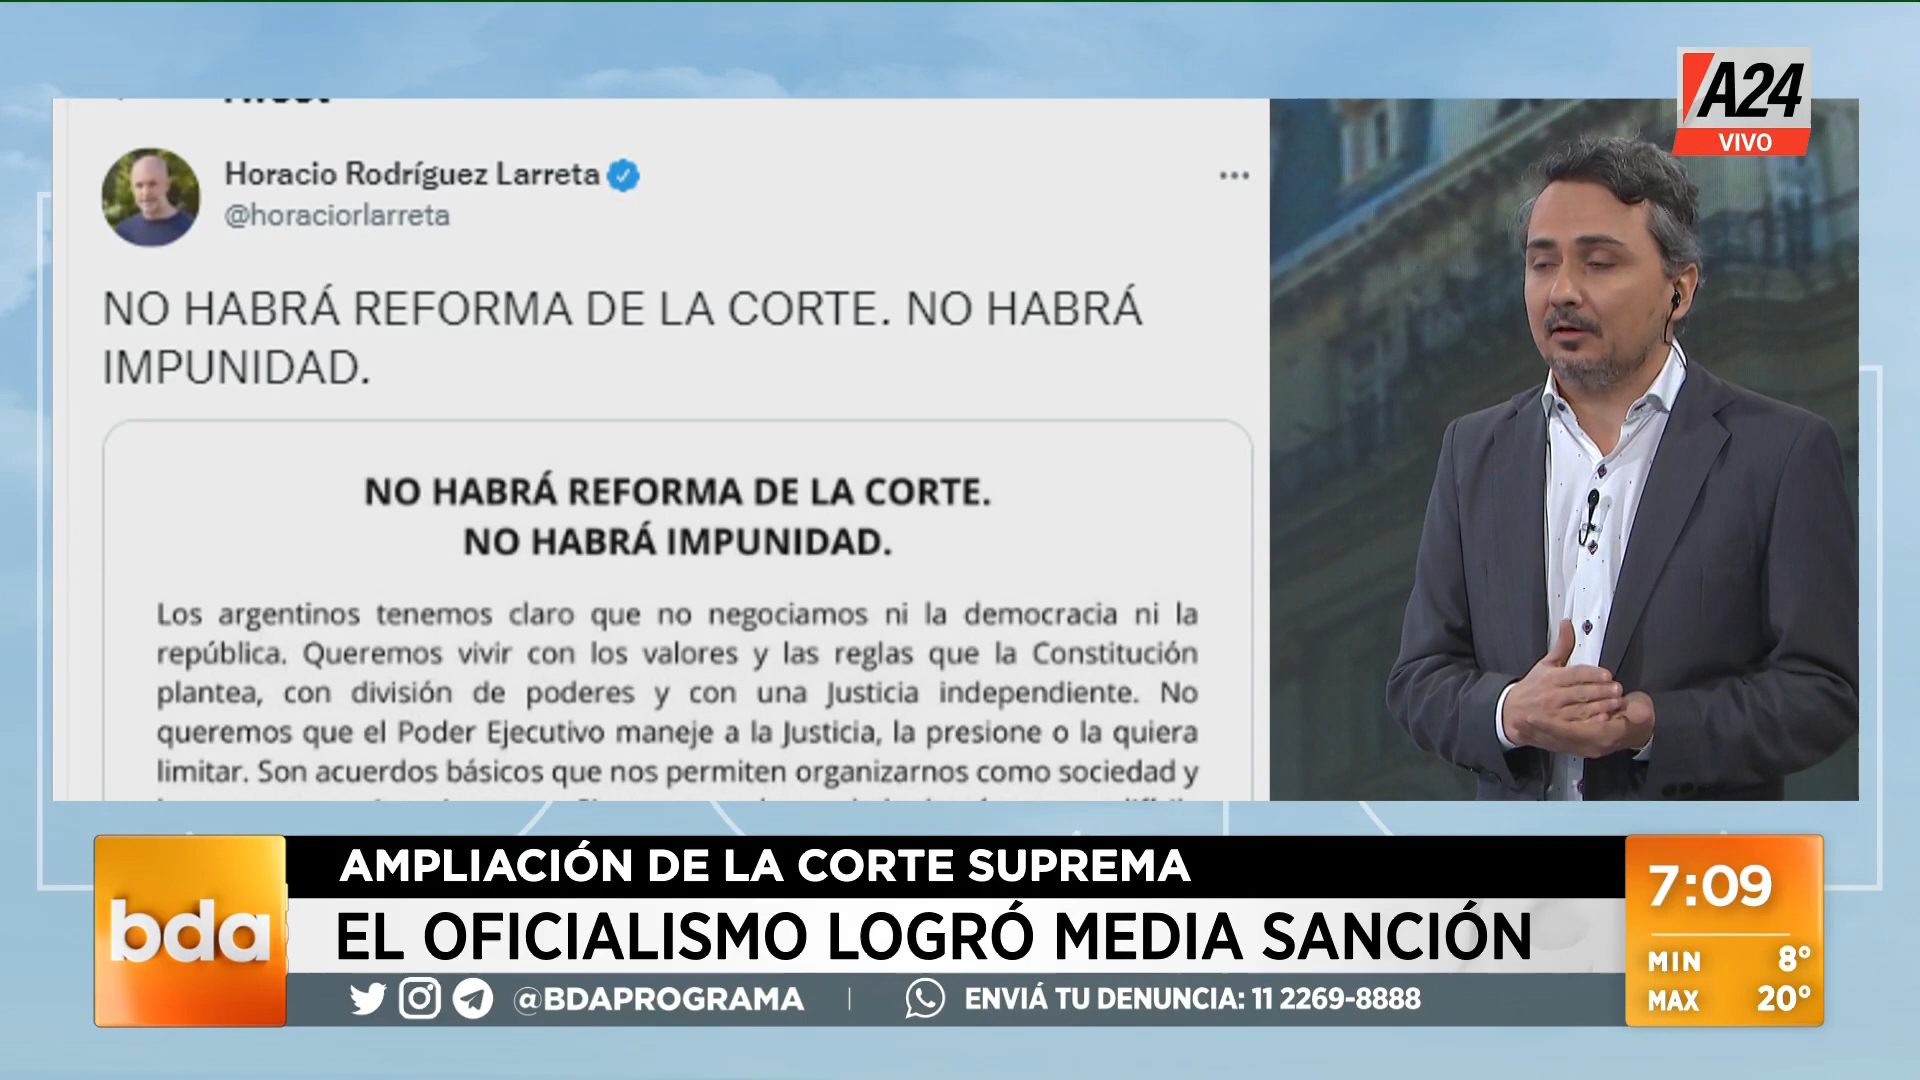 A24
VIVO
Horacio Rodríguez Larreta
@horaciorlarreta
NO HABRÁ REFORMA DE LA CORTE. NO HABRÁ
IMPUNIDAD.
NO HABRÁ REFORMA DE LA CORTE.
NO HABRÁ IMPUNIDAD.
Los argentinos tenemos claro que no negociamos ni la democracia ni la
república. Queremos vivir con los valores y las reglas que la Constitución
plantea, con división de poderes y con una Justicia independiente. No
queremos que el Poder Ejecutivo maneje a la Justicia, la presione o la quiera
limitar. Son acuerdos básicos que nos permiten organizarnos como sociedad y
AMPLIACIÓN DE LA CORTE SUPREMA
bda
EL OFICIALISMO LOGRÓ MEDIA SANCIÓN
@BDAPROGRAMA | ENVIÁ TU DENUNCIA: 11 2269-8888
7:09
MIN 8°
MAX 20°